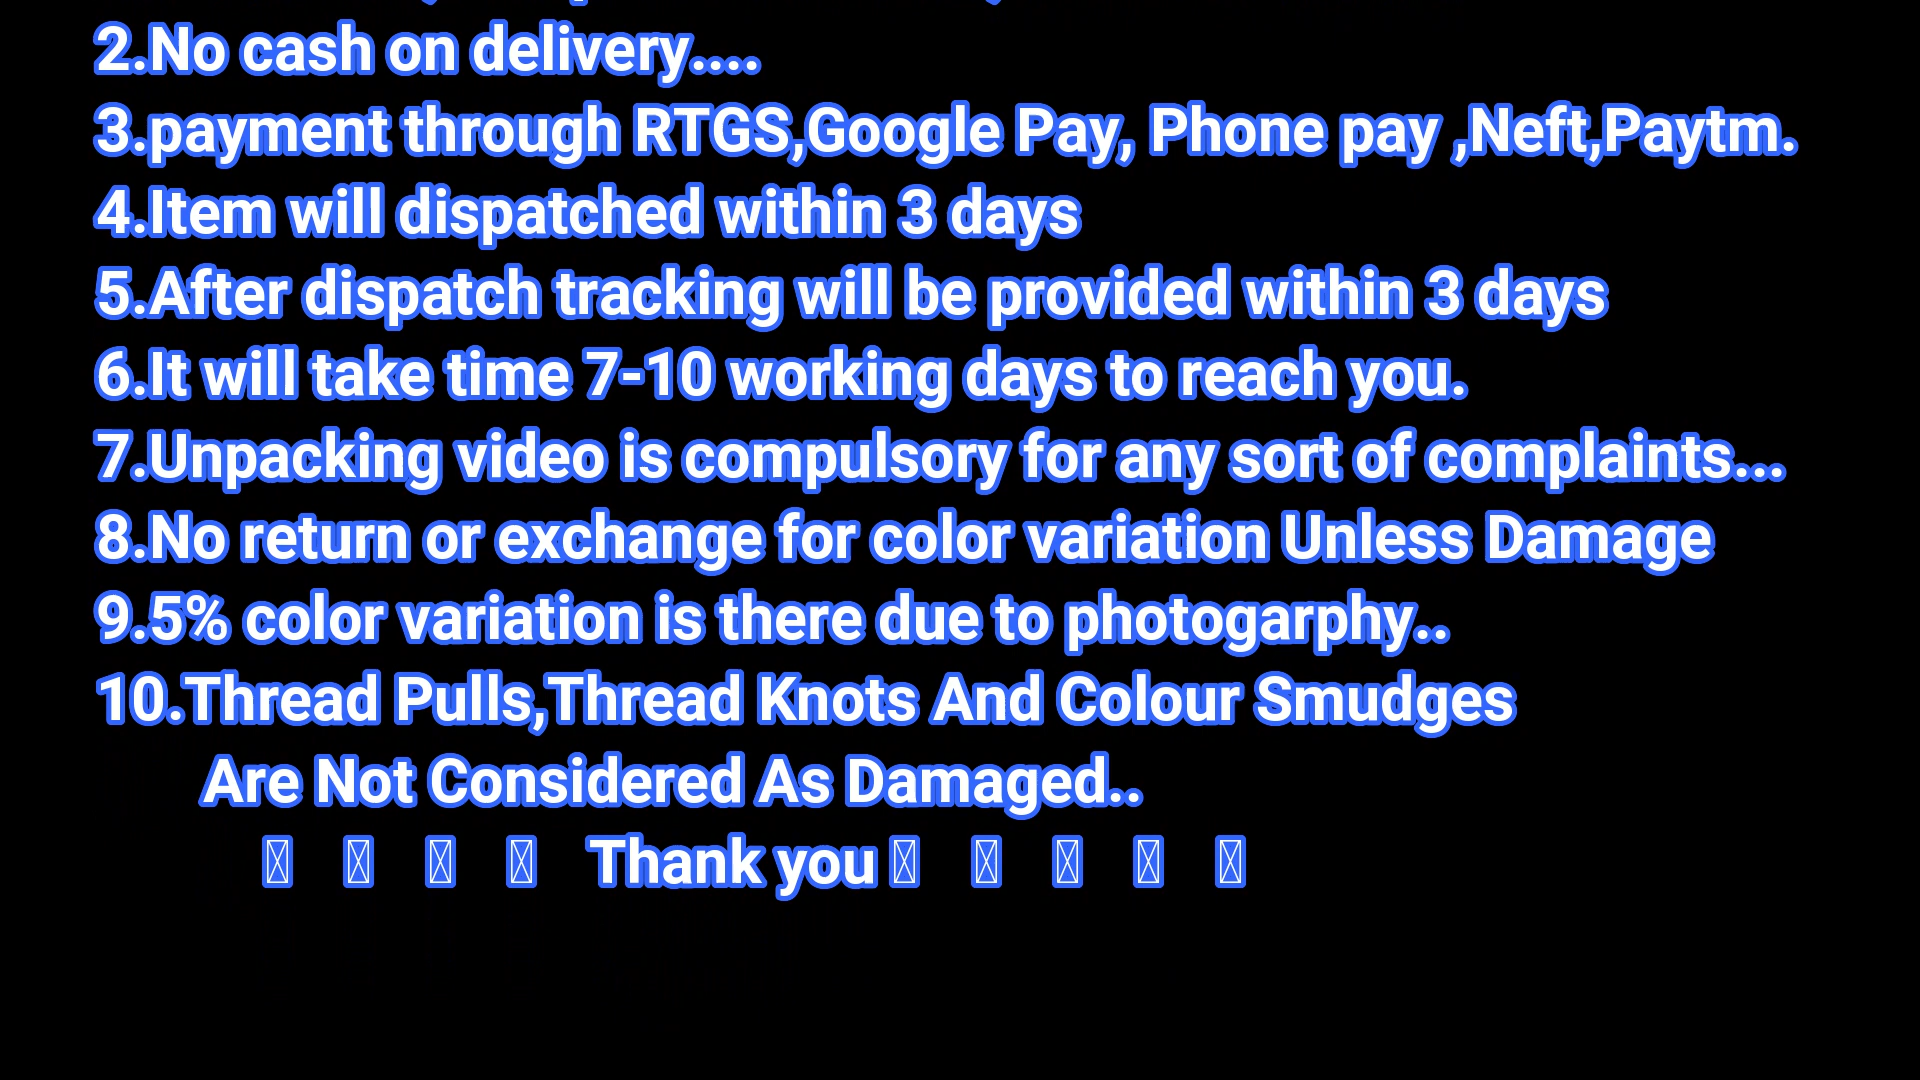 2.No cash on delivery....
3.payment through RTGS,Google Pay, Phone pay ,Neft,Paytm.
4.Item will dispatched within 3 days
5.After dispatch tracking will be provided within 3 days
6.It will take time 7-10 working days to reach you.
7.Unpacking video is compulsory for any sort of complaints...
8.No return or exchange for color variation Unless Damage
9.5% color variation is there due to photogarphy..
10.Thread Pulls,Thread Knots And Colour Smudges
Are Not Considered As Damaged..
Thank you